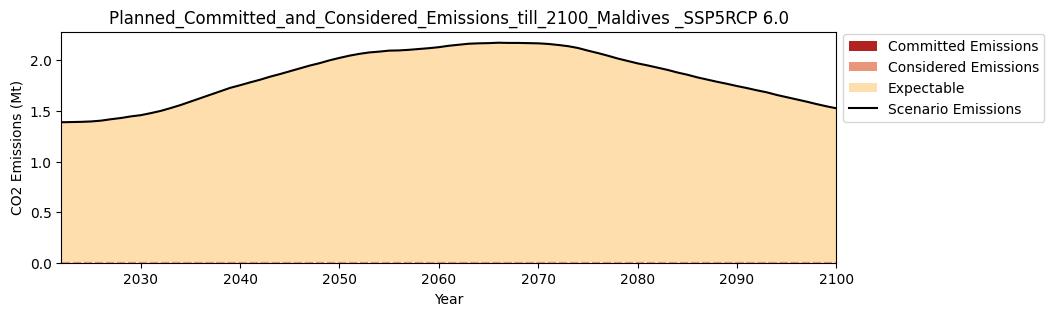 Planned_Committed_and_Considered_Emissions_till_2100_Maldives _SSP5RCP 6.0
Committed Emissions
Considered Emissions
Expectable
Scenario Emissions
CO2 Emissions (Mt)
2.0
1.5
1.0
0.5
0.0
2030 2040 2050 2060 2070 2080 2090 2100
Year